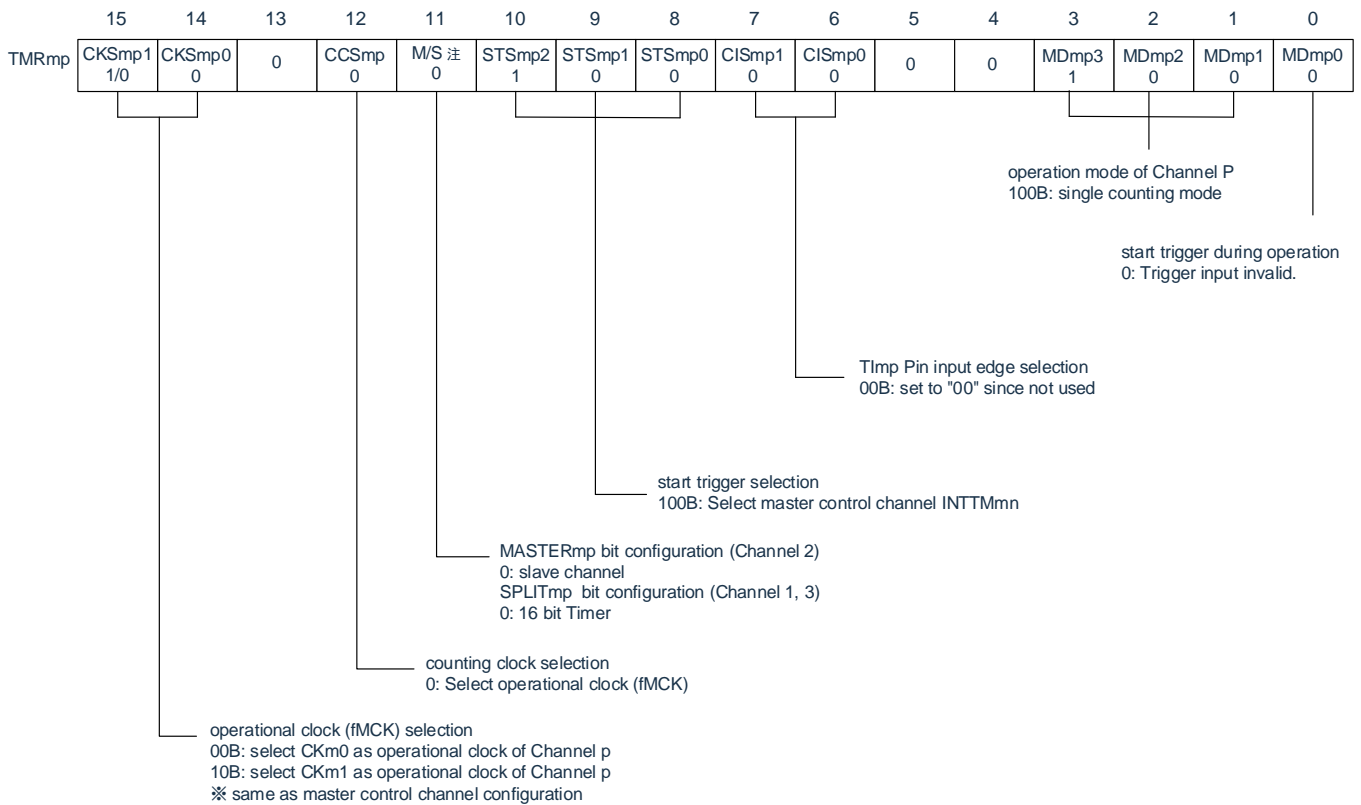 15 14 13 12 11 10 9 8 7 6 5 4 3 2 1 0
TMRmp CKSmp1 CKSmp0 0 CCSmp M/S 注 STSmp2 STSmp1 STSmp0 CISmp1 CISmp0 0 0 MDmp3 MDmp2 MDmp1 MDmp0
1/0 0 0 0 1 0 0 0 0 1 0 0 0
operation mode of Channel P
100B: single counting mode
start trigger during operation
0: Trigger input invalid.
TImp Pin input edge selection
00B: set to "00" since not used
start trigger selection
100B: Select master control channel INTTMmn
MASTERmp bit configuration (Channel 2)
0: slave channel
SPLITmp bit configuration (Channel 1, 3)
0: 16 bit Timer
counting clock selection
0: Select operational clock (fMCK)
operational clock (fMCK) selection
00B: select CKm0 as operational clock of Channel p
10B: select CKm1 as operational clock of Channel p
※ same as master control channel configuration